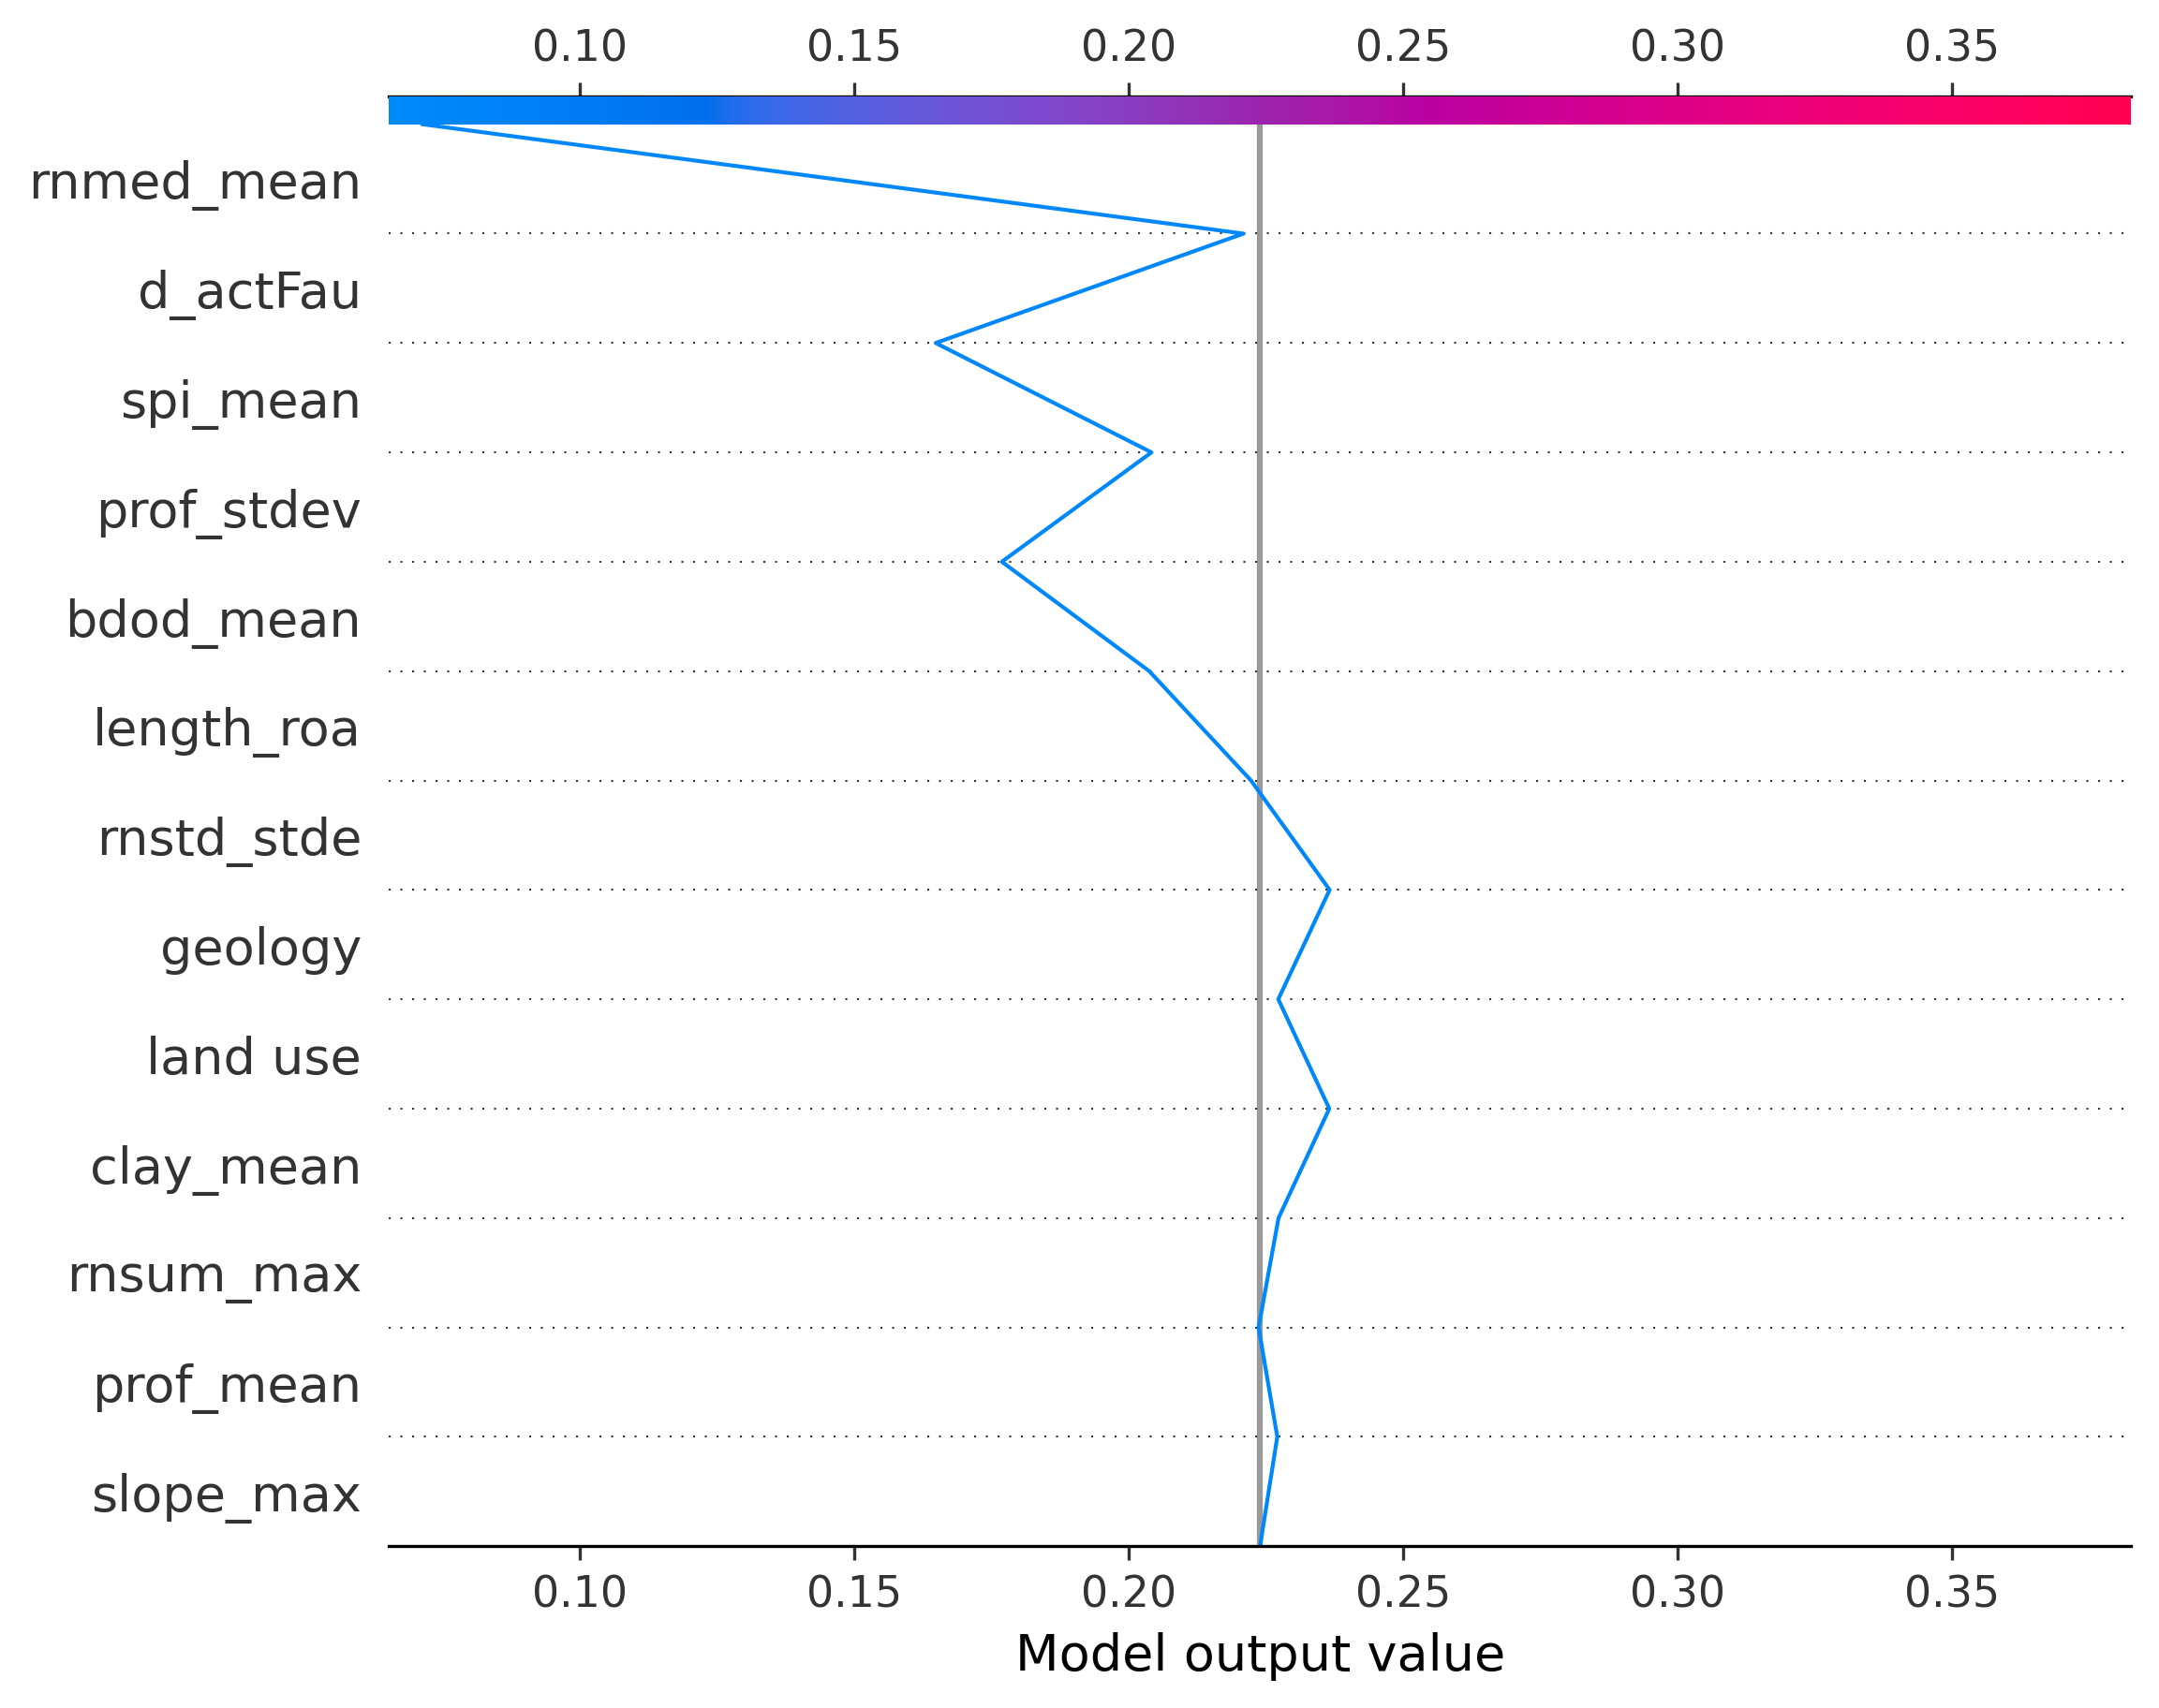 0.10 0.15 0.20 0.25 0.30 0.35
rnmed_mean
d_actFau
spi_mean
prof_stdev
bdod_mean
length_roa
rnstd_stde
geology
land use
clay_mean
rnsum_max
prof_mean
slope_max
0.10 0.15 0.20 0.25 0.30 0.35
Model output value